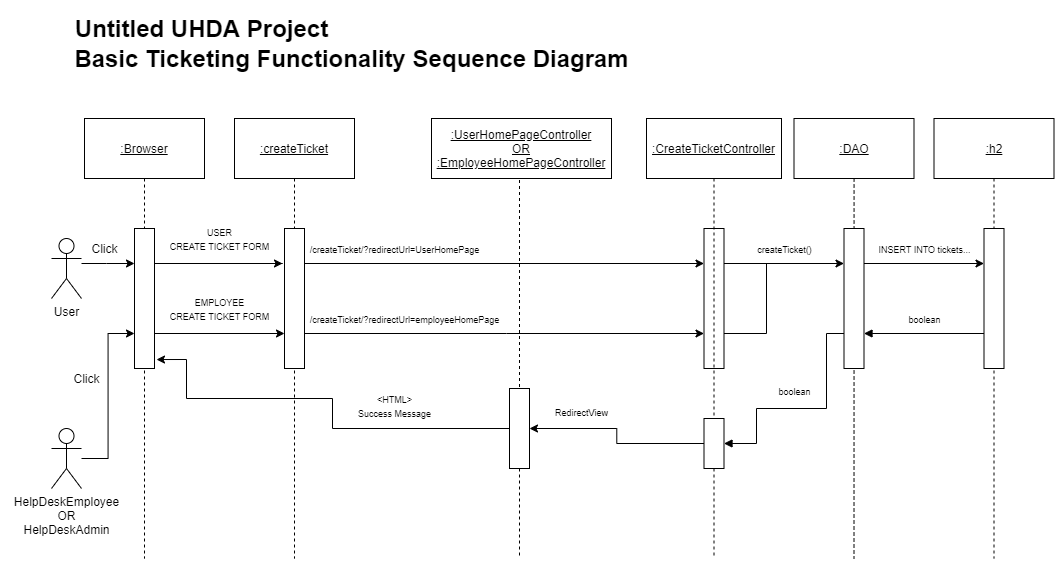 Untitled UHDA Project
Basic Ticketing Functionality Sequence Diagram
:Browser
:createTicket
:UserHomePageController
OR
:EmployeeHomePageController
:CreateTicketController
:DAO
:h2
User
Click
USER
CREATE TICKET FORM
/createTicket/?redirectUrl=UserHomePage
createTicket()
INSERT INTO tickets...
EMPLOYEE
CREATE TICKET FORM
/createTicket/?redirectUrl=employeeHomePage
boolean
Click
<HTML>
Success Message
RedirectView
boolean
HelpDeskEmployee
OR
HelpDeskAdmin